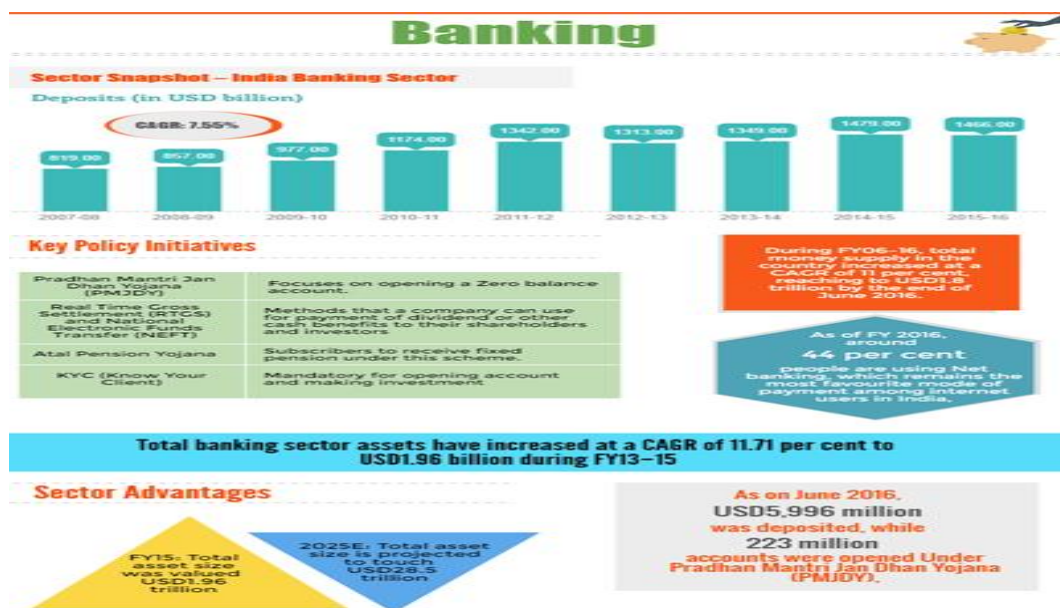 Banking
Sector Snapshot – India Banking Sector
Deposits (in USD billion)
CAGR: 7.55%
819.00
857.00
977.00
1174.00
1342.00
1313.00
1349.00
1479.00
1466.00
2007-08
2008-09
2009-10
2010-11
2011-12
2012-13
2013-14
2014-15
2015-16
Key Policy Initiatives
Pradhan Mantri Jan
Dhan Yojana
(PMJDY)
Focuses on opening a Zero balance
account.
Real Time Gross
Settlement (RTGS)
and National
Electronic Funds
Transfer (NEFT)
Methods that a company can use
for payment of dividend or other
cash benefits to their shareholders
and investors
Atal Pension Yojana
Subscribers to receive fixed
pension under this scheme.
KYC (Know Your
Client)
Mandatory for opening account
and making investment
During FY06-16, total
money supply in the
country increased at a
CAGR of 11 per cent,
reaching to USD1.8
trillion by the end of
June 2016.
As of FY 2016,
around
44 per cent
people are using Net
banking, which remains the
most favourite mode of
payment among internet
users in India.
Total banking sector assets have increased at a CAGR of 11.71 per cent to
USD1.96 billion during FY13–15
Sector Advantages
FY15: Total
asset size
was valued
USD1.96
trillion
2025E: Total asset
size is projected
to touch
USD28.5
trillion
As on June 2016,
USD5,996 million
was deposited, while
223 million
accounts were opened Under
Pradhan Mantri Jan Dhan Yojana
(PMJDY).